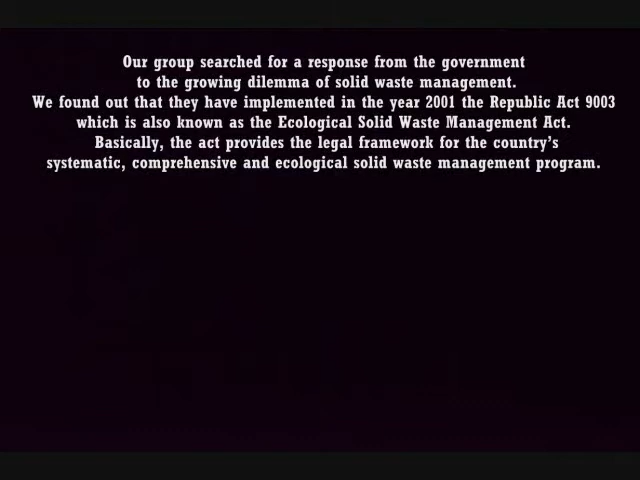 Our group searched for a response from the government
to the growing dilemma of solid waste management.
We found out that they have implemented in the year 2001 the Republic Act 9003
which is also known as the Ecological Solid Waste Management Act.
Basically, the act provides the legal framework for the country's
systematic, comprehensive and ecological solid waste management program.